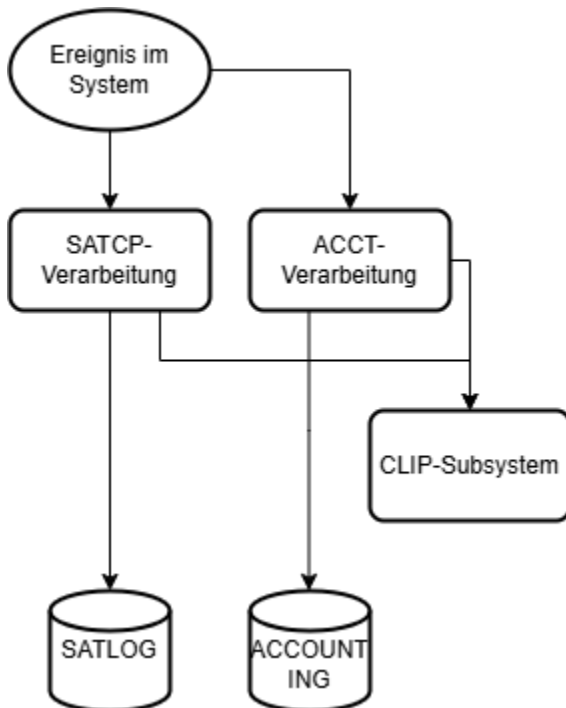 Ereignis im
System
SATCP-
Verarbeitung
ACCT-
Verarbeitung
CLIP-Subsystem
SATLOG
ACCOUNT
ING